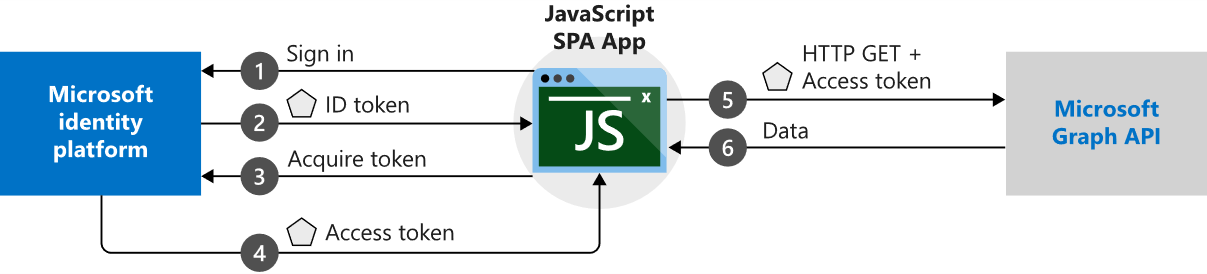 JavaScript
SPA App
Microsoft
identity
platform
1
Sign in
2
ID token
3
Acquire token
4
Access token
x
JS
5
HTTP GET +
Access token
6
Data
Microsoft
Graph API